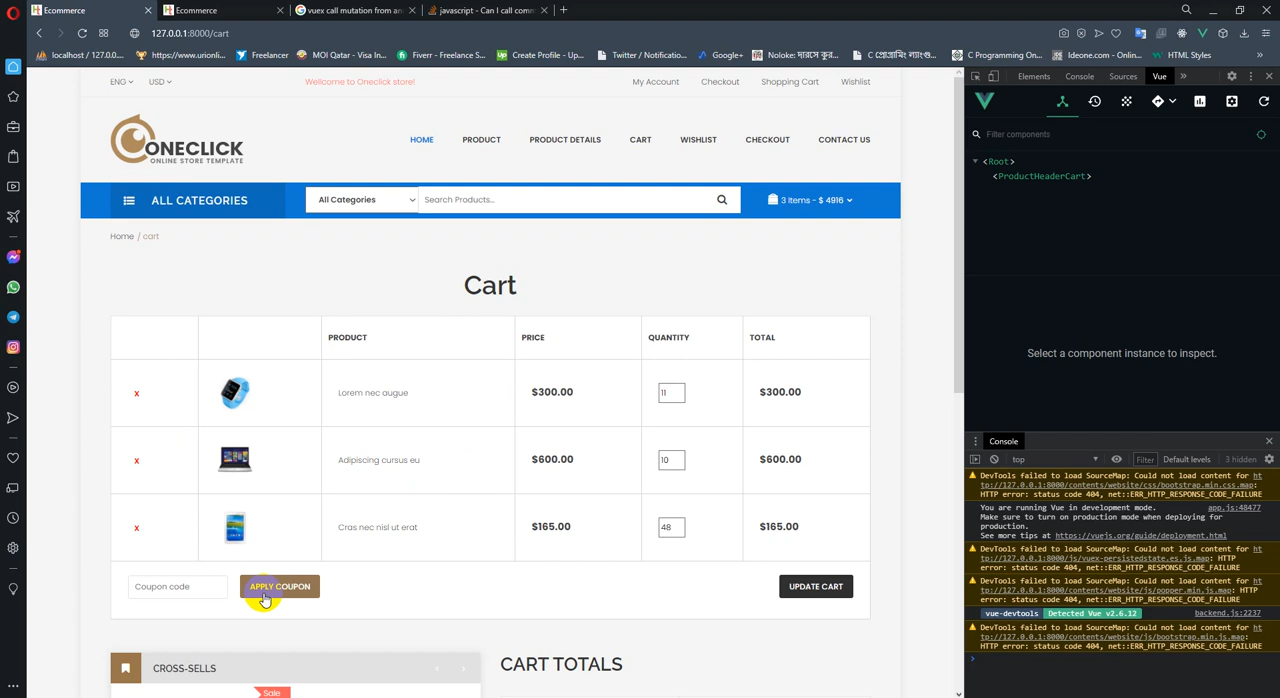 Ecommerce
Ecommerce
vuex call mutation from an
javascript - Can I call comm
127.0.0.1:8000/cart
localhost / 127.0.0....
https://www.urionli...
Freelancer
MOI Qatar - Visa In...
Fiverr - Freelance S...
Create Profile - Up...
Twitter / Notificatio...
Google+
C Programming On...
Ideone.com - Onlin...
HTML Styles
ENG
USD
Wellcome to Oneclick store!
My Account
Checkout
Shopping Cart
Wishlist
ONECLICK
ONLINE STORE TEMPLATE
HOME
PRODUCT
PRODUCT DETAILS
CART
WISHLIST
CHECKOUT
CONTACT US
ALL CATEGORIES
All Categories
Search Products...
3 Items - $ 4916
Home / cart
Cart
PRODUCT
PRICE
QUANTITY
TOTAL
x
Lorem nec augue
$300.00
11
$300.00
x
Adipiscing cursus eu
$600.00
10
$600.00
x
Cras nec nisl ut erat
$165.00
48
$165.00
Coupon code
APPLY COUPON
UPDATE CART
CROSS-SELLS
Sale
CART TOTALS
Elements
Console
Sources
Vue
Filter components
<Root>
<ProductHeaderCart>
Select a component instance to inspect.
Console
top
Filter
Default levels
3 hidden
DevTools failed to load SourceMap: Could not load content for ht
tp://127.0.0.1:8000/contents/website/css/bootstrap.min.css.map:
HTTP error: status code 404, net::ERR_HTTP_RESPONSE_CODE_FAILURE
You are running Vue in development mode. app.js:48477
Make sure to turn on production mode when deploying for
production.
See more tips at https://vuejs.org/guide/deployment.html
DevTools failed to load SourceMap: Could not load content for ht
tp://127.0.0.1:8000/js/vuex-persistedstate.es.js.map: HTTP
error: status code 404, net::ERR_HTTP_RESPONSE_CODE_FAILURE
DevTools failed to load SourceMap: Could not load content for ht
tp://127.0.0.1:8000/contents/website/js/popper.min.js.map: HTTP
error: status code 404, net::ERR_HTTP_RESPONSE_CODE_FAILURE
vue-devtools Detected Vue v2.6.12 backend.js:2237
DevTools failed to load SourceMap: Could not load content for ht
tp://127.0.0.1:8000/contents/website/js/bootstrap.min.js.map:
HTTP error: status code 404, net::ERR_HTTP_RESPONSE_CODE_FAILURE